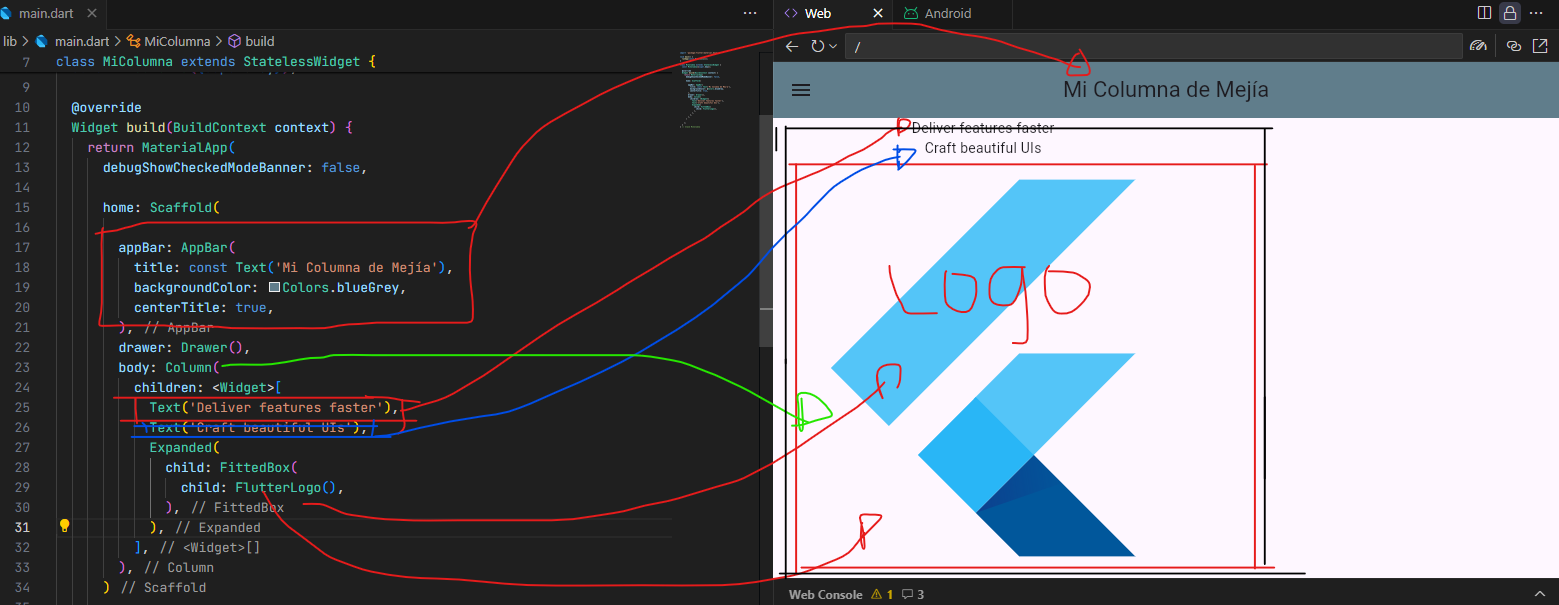 main.dart
Web
Android
lib > main.dart > MiColumna > build
/
7 class MiColumna extends StatelessWidget {
9
10 @override
11 Widget build(BuildContext context) {
12 return MaterialApp(
13 debugShowCheckedModeBanner: false,
14
15 home: Scaffold(
16
17 appBar: AppBar(
18 title: const Text('Mi Columna de Mejía'),
19 backgroundColor: Colors.blueGrey,
20 centerTitle: true,
21 ), // AppBar
22 drawer: Drawer(),
23 body: Column(
24 children: <Widget>[
25 Text('Deliver features faster'),
26 Text('Craft beautiful UIs'),
27 Expanded(
28 child: FittedBox(
29 child: FlutterLogo(),
30 ), // FittedBox
31 ), // Expanded
32 ], // <Widget>[]
33 ), // Column
34 ) // Scaffold
Mi Columna de Mejía
Deliver features faster
Craft beautiful UIs
Logo
Web Console 1 3